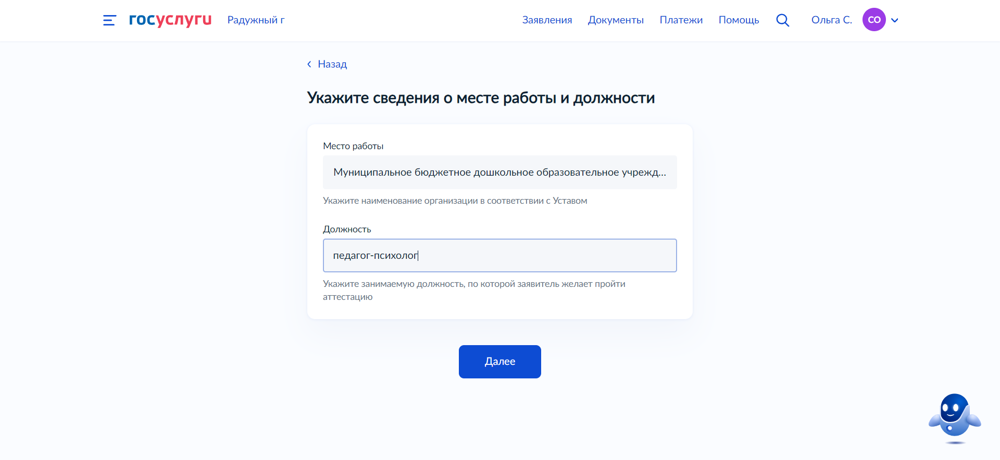 госуслуги Радужный г Заявления Документы Платежи Помощь Ольга С. СО
Назад
Укажите сведения о месте работы и должности
Место работы
Муниципальное бюджетное дошкольное образовательное учрежд...
Укажите наименование организации в соответствии с Уставом
Должность
педагог-психолог
Укажите занимаемую должность, по которой заявитель желает пройти
аттестацию
Далее